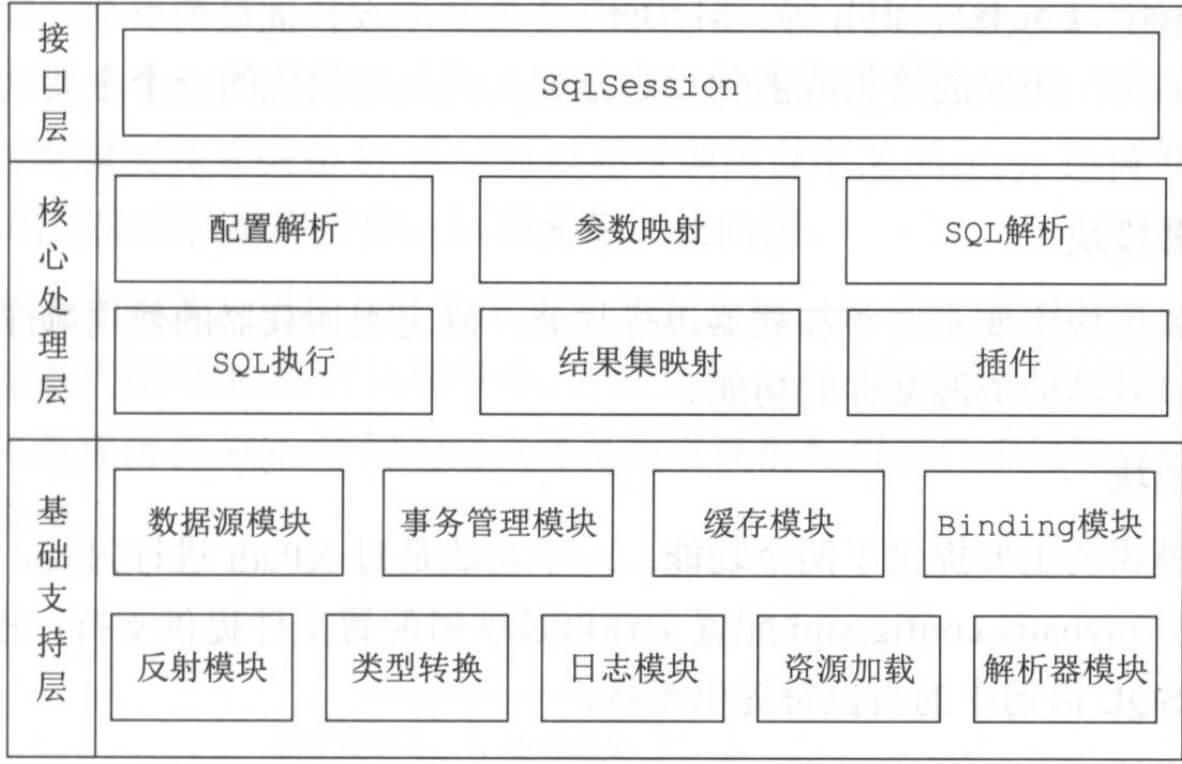 接口层
SqlSession
核心处理层
配置解析
参数映射
SQL解析
SQL执行
结果集映射
插件
基础支持层
数据源模块
事务管理模块
缓存模块
Binding模块
反射模块
类型转换
日志模块
资源加载
解析器模块